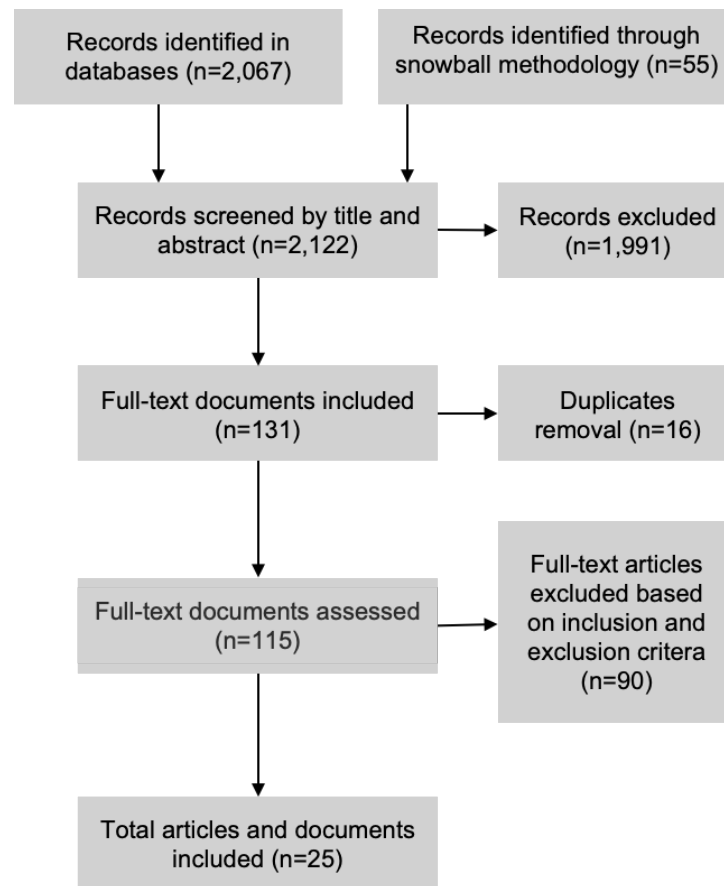 Records identified in
databases (n=2,067)
Records identified through
snowball methodology (n=55)
Records screened by title and
abstract (n=2,122)
Records excluded
(n=1,991)
Full-text documents included
(n=131)
Duplicates
removal (n=16)
Full-text documents assessed
(n=115)
Full-text articles
excluded based
on inclusion and
exclusion critera
(n=90)
Total articles and documents
included (n=25)